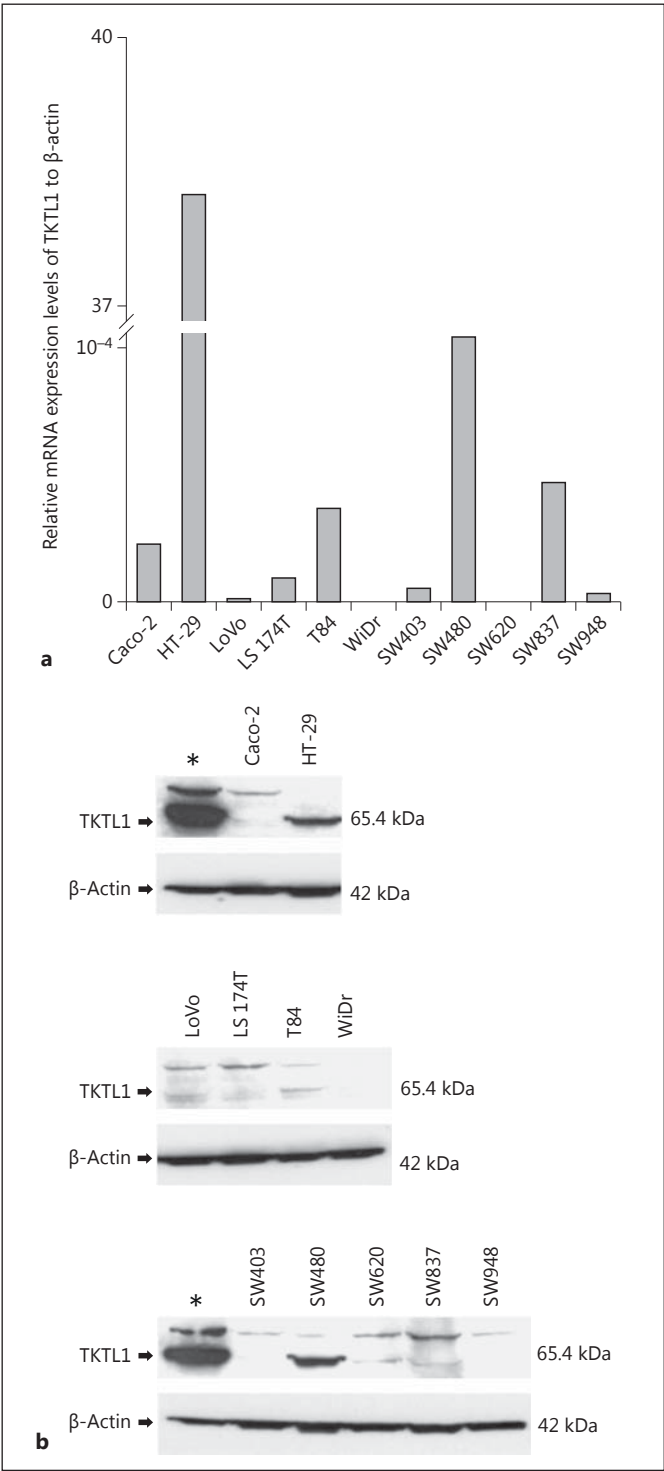 40
Relative mRNA expression levels of TKTL1 to β-actin
37
10⁻⁴
0
Caco-2
HT-29
LoVo
LS 174T
T84
WiDr
SW403
SW480
SW620
SW837
SW948
a
* Caco-2 HT-29
TKTL1 65.4 kDa
β-Actin 42 kDa
LoVo LS 174T T84 WiDr
TKTL1 65.4 kDa
β-Actin 42 kDa
* SW403 SW480 SW620 SW837 SW948
TKTL1 65.4 kDa
β-Actin 42 kDa
b